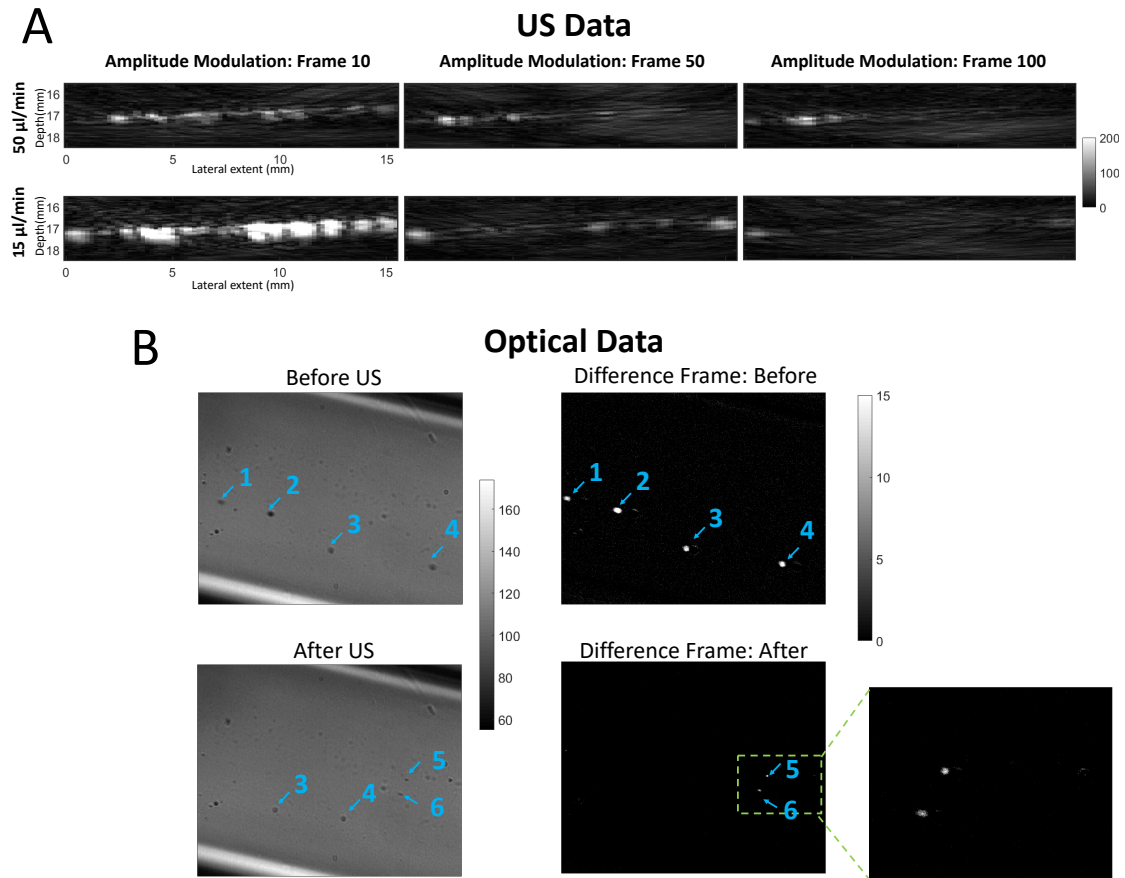 A
US Data
Amplitude Modulation: Frame 10
Amplitude Modulation: Frame 50
Amplitude Modulation: Frame 100
50 µl/min
Depth(mm)
16
17
18
0 5 10 15
Lateral extent (mm)
200
100
0
15 µl/min
Depth(mm)
16
17
18
0 5 10 15
Lateral extent (mm)
B
Optical Data
Before US
1
2
3
4
160
140
120
100
80
60
Difference Frame: Before
1
2
3
4
15
10
5
0
After US
3
4
5
6
Difference Frame: After
5
6